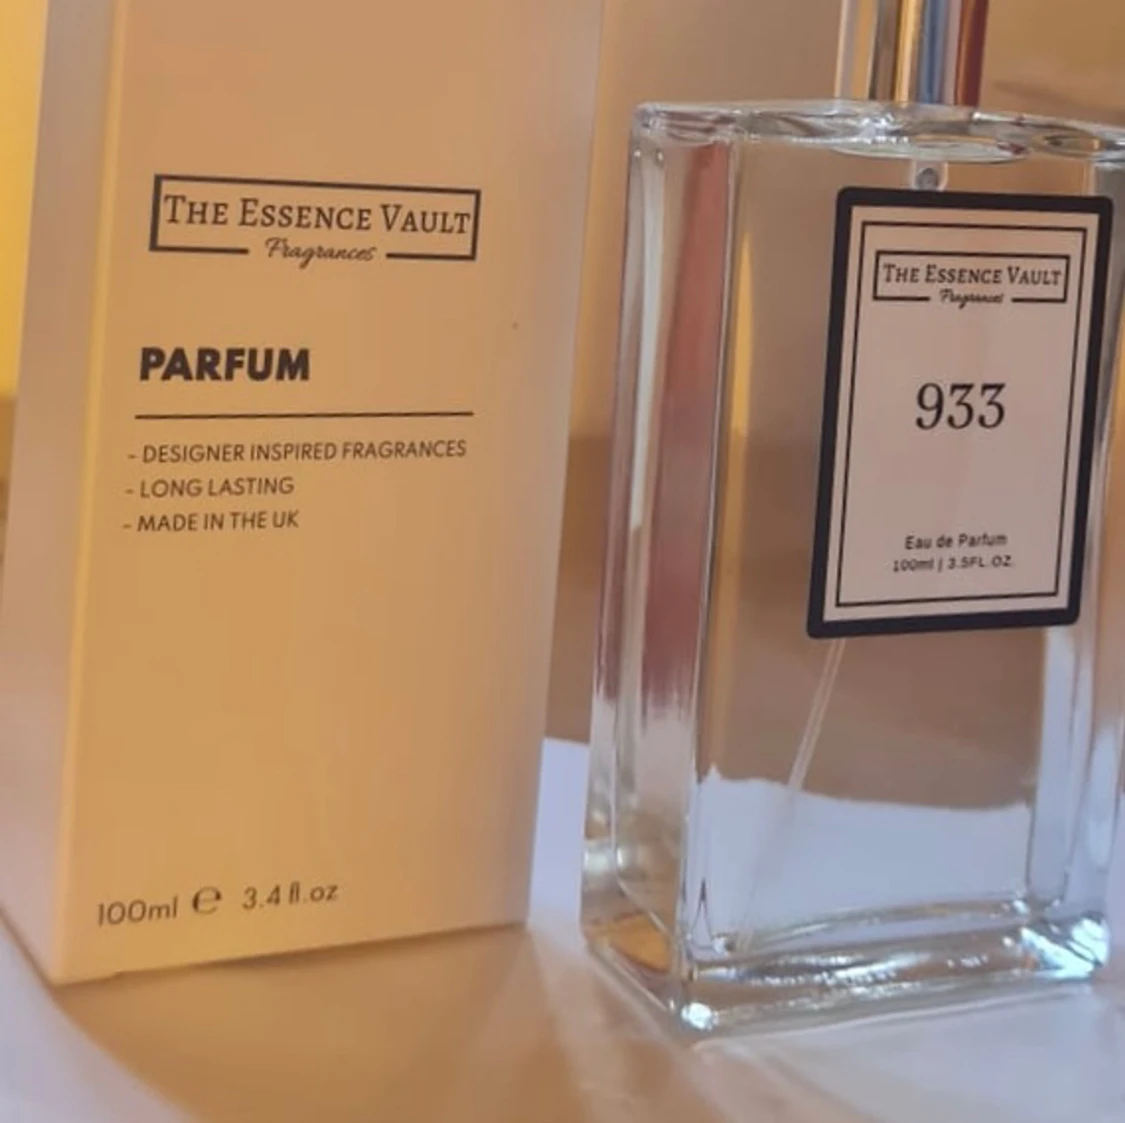 THE ESSENCE VAULT
Fragrances
PARFUM
- DESIGNER INSPIRED FRAGRANCES
- LONG LASTING
- MADE IN THE UK
100ml ℮ 3.4 fl.oz
THE ESSENCE VAULT
Fragrances
933
Eau de Parfum
100ml | 3.5FL.OZ.